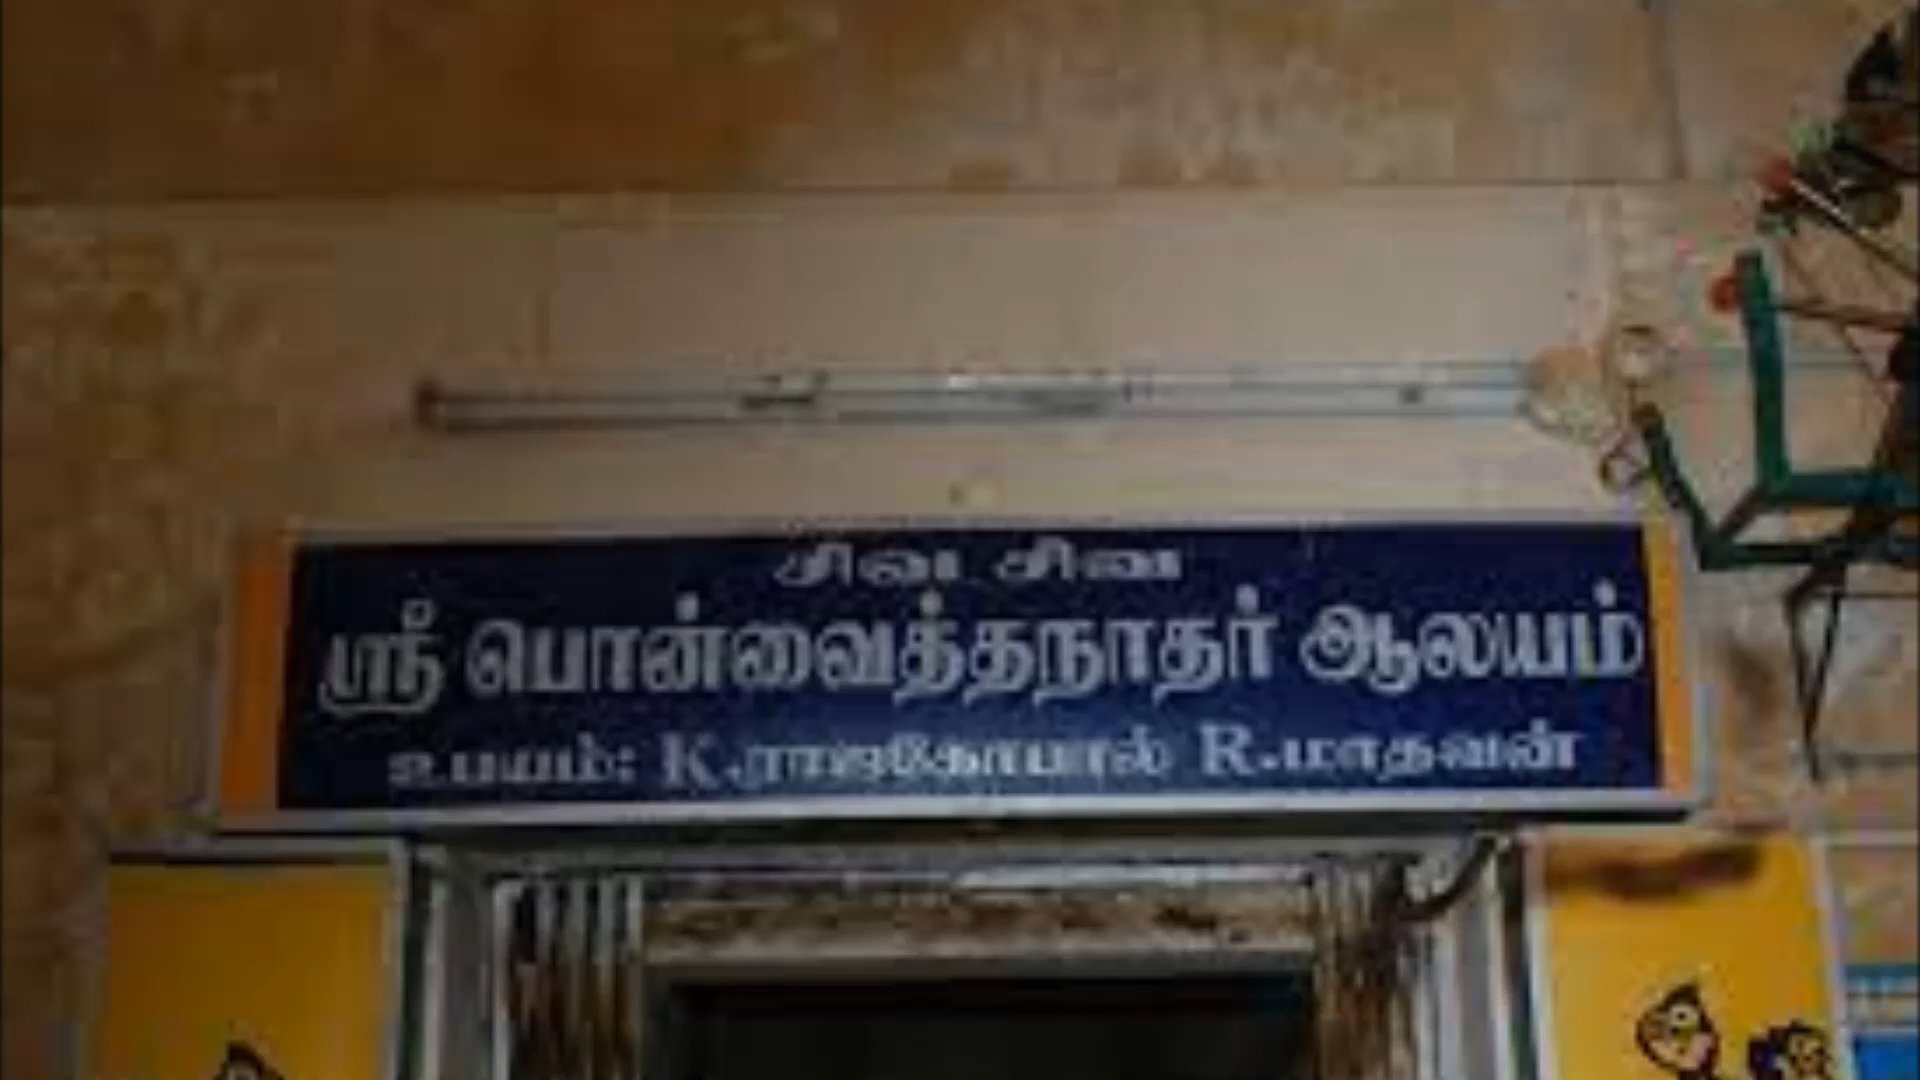 சிவ சிவ
ஸ்ரீ பொன்வைத்தநாதர் ஆலயம்
உபயம்: K.ராஜகோபால் R.மாதவன்